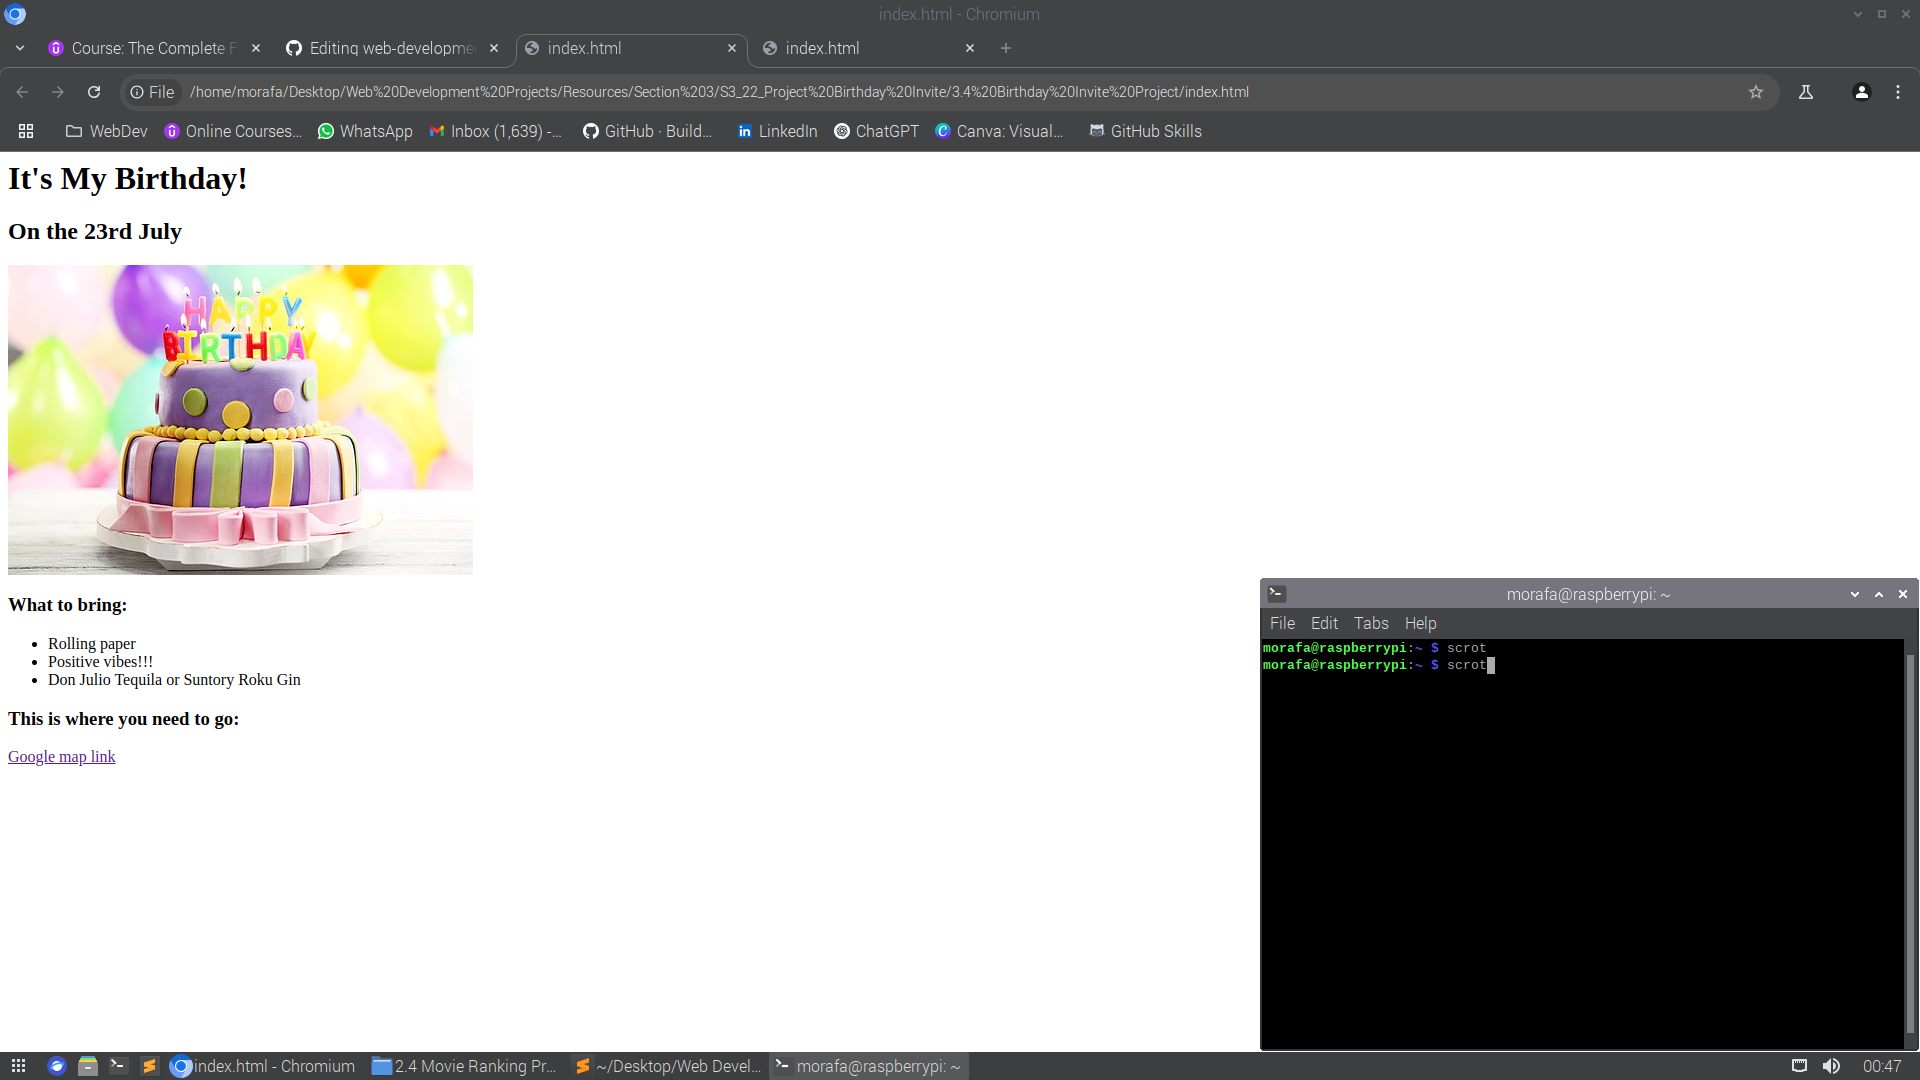 index.html - Chromium
Course: The Complete F
Editing web-developme
index.html
index.html
File
/home/morafa/Desktop/Web%20Development%20Projects/Resources/Section%203/S3_22_Project%20Birthday%20Invite/3.4%20Birthday%20Invite%20Project/index.html
WebDev
Online Courses...
WhatsApp
Inbox (1,639) -...
GitHub · Build...
LinkedIn
ChatGPT
Canva: Visual...
GitHub Skills
It's My Birthday!
On the 23rd July
HAPPY
BIRTHDAY
What to bring:
• Rolling paper
• Positive vibes!!!
• Don Julio Tequila or Suntory Roku Gin
This is where you need to go:
Google map link
morafa@raspberrypi: ~
File Edit Tabs Help
morafa@raspberrypi:~ $ scrot
morafa@raspberrypi:~ $ scrot
index.html - Chromium
2.4 Movie Ranking Pr...
~/Desktop/Web Devel...
morafa@raspberrypi: ~
00:47